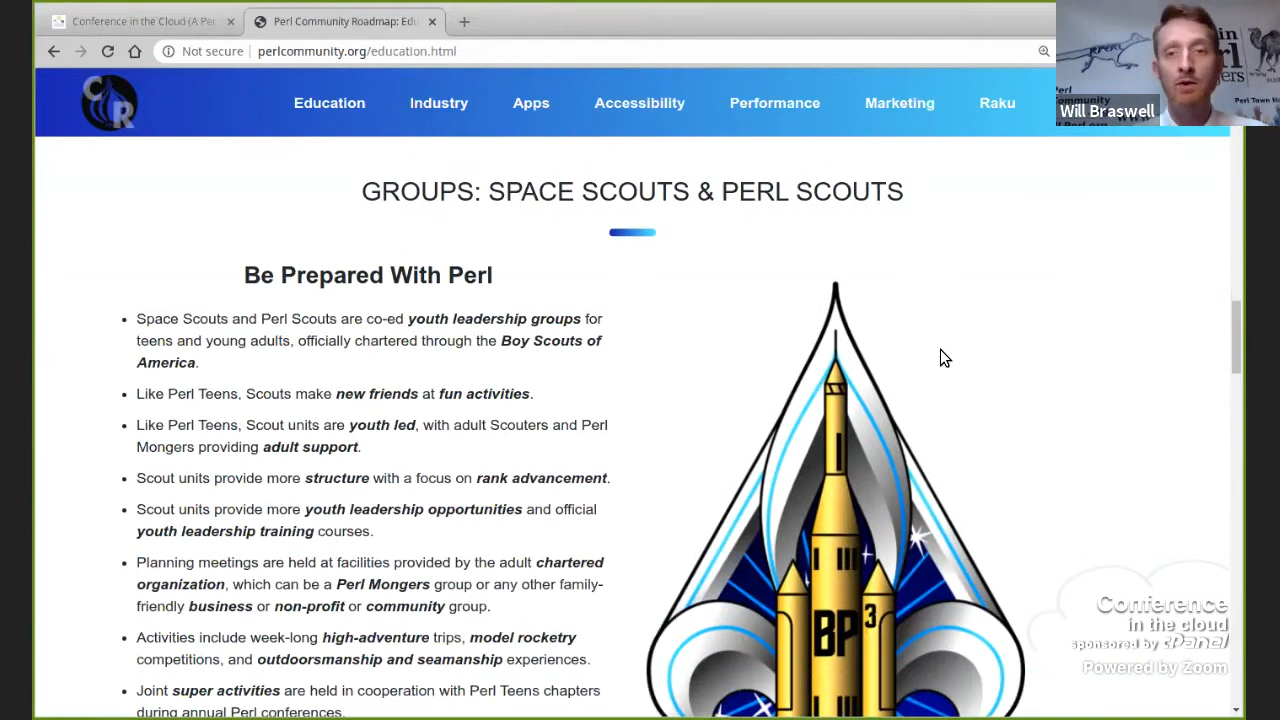 Conference in the Cloud (A Per
Perl Community Roadmap: Edu
Not secure
perlcommunity.org/education.html
C
R
Education
Industry
Apps
Accessibility
Performance
Marketing
Raku
Will Braswell
in
Perl
Community
Perl Town
GROUPS: SPACE SCOUTS & PERL SCOUTS
Be Prepared With Perl
• Space Scouts and Perl Scouts are co-ed youth leadership groups for
teens and young adults, officially chartered through the Boy Scouts of
America.
• Like Perl Teens, Scouts make new friends at fun activities.
• Like Perl Teens, Scout units are youth led, with adult Scouters and Perl
Mongers providing adult support.
• Scout units provide more structure with a focus on rank advancement.
• Scout units provide more youth leadership opportunities and official
youth leadership training courses.
• Planning meetings are held at facilities provided by the adult chartered
organization, which can be a Perl Mongers group or any other family-
friendly business or non-profit or community group.
• Activities include week-long high-adventure trips, model rocketry
competitions, and outdoorsmanship and seamanship experiences.
• Joint super activities are held in cooperation with Perl Teens chapters
during annual Perl conferences.
BP3
Conference
in the cloud
sponsored by cPanel
Powered by Zoom